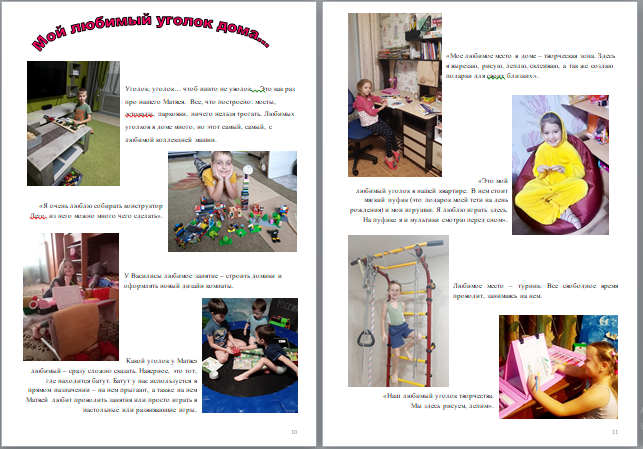 Мой любимый уголок дома...
Уголок, уголок… чтоб никто не уволок….Это как раз
про нашего Матвея. Все, что построено: мосты,
парковки, ничего нельзя трогать. Любимых
уголков в доме много, но этот самый, самый, с
любимой коллекцией машин.
«Я очень люблю собирать конструктор
Лего, из него можно много чего сделать».
У Василисы любимое занятие – строить домики и
оформлять новый дизайн комнаты.
Какой уголок у Матвея
любимый – сразу сложно сказать. Наверное, это тот,
где находится батут. Батут у нас используется в
прямом назначении – на нем прыгают, а также на нем
Матвей любит проводить занятия или просто играть в
настольные или развивающие игры.
10
«Мое любимое место в доме – творческая зона. Здесь
я вырезаю, рисую, леплю, склеиваю, а так же создаю
подарки для своих близких».
«Это мой
любимый уголок в нашей квартире. В нем стоит
мягкий пуфик (это подарок моей тети на день
рождения) и мои игрушки. Я люблю играть здесь.
На пуфике я и мультики смотрю перед сном».
Любимое место – турник. Все свободное время
проводит, занимаясь на нем.
«Наш любимый уголок творчества.
Мы здесь рисуем, лепим».
11